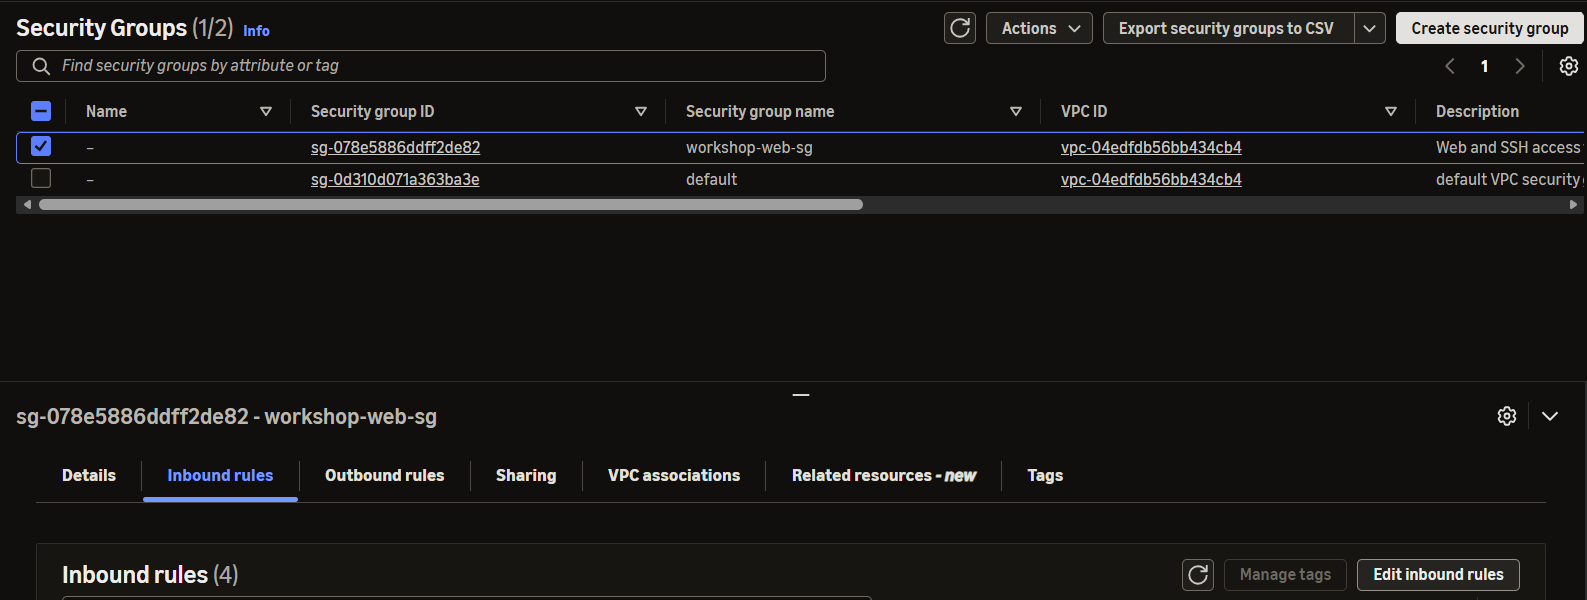 Security Groups (1/2) Info
Actions
Export security groups to CSV
Create security group
Find security groups by attribute or tag
1
Name Security group ID Security group name VPC ID Description
– sg-078e5886ddff2de82 workshop-web-sg vpc-04edfdb56bb434cb4 Web and SSH access
– sg-0d310d071a363ba3e default vpc-04edfdb56bb434cb4 default VPC security
sg-078e5886ddff2de82 - workshop-web-sg
Details Inbound rules Outbound rules Sharing VPC associations Related resources - new Tags
Inbound rules (4)
Manage tags
Edit inbound rules